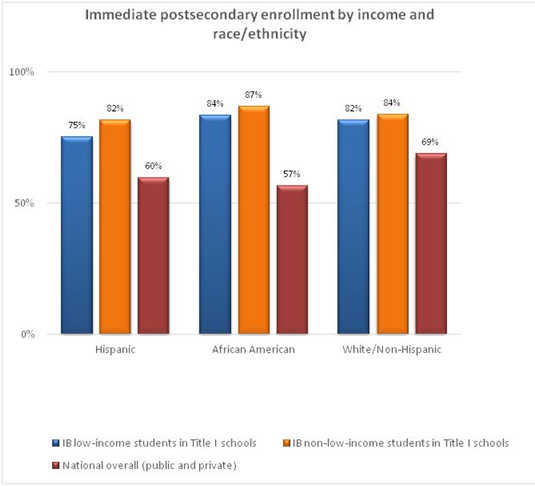 Immediate postsecondary enrollment by income and
race/ethnicity
100%
50%
0%
75%
82%
60%
84%
87%
57%
82%
84%
69%
Hispanic
African American
White/Non-Hispanic
IB low-income students in Title I schools
IB non-low-income students in Title I schools
National overall (public and private)